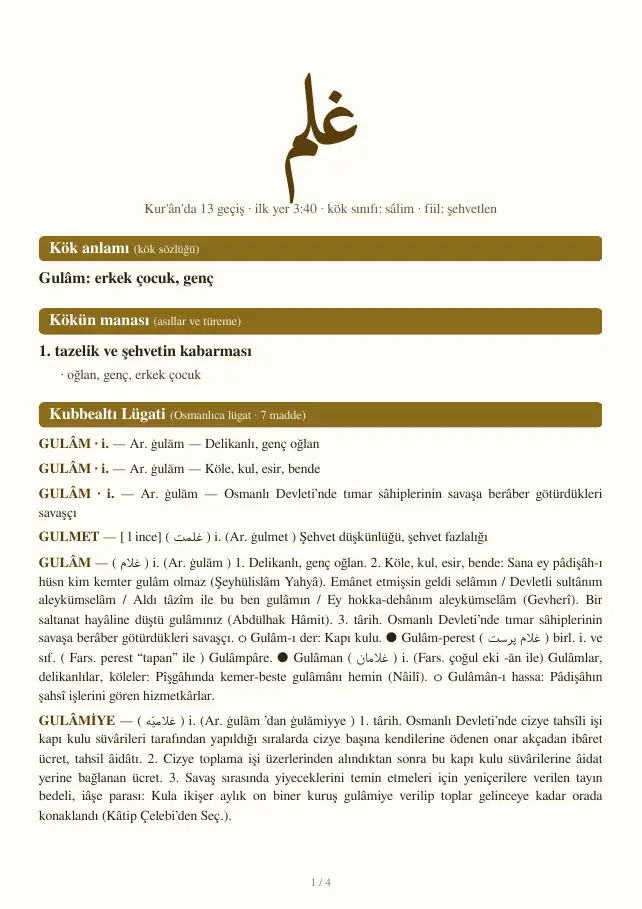 غلم
Kur'ân'da 13 geçiş · ilk yer 3:40 · kök sınıfı: sâlim · fiil: şehvetlen
Kök anlamı (kök sözlüğü)
Gulâm: erkek çocuk, genç
Kökün manası (asıllar ve türeme)
1. tazelik ve şehvetin kabarması
· oğlan, genç, erkek çocuk
Kubbealtı Lügati (Osmanlıca lügat · 7 madde)
GULÂM · i. — Ar. ġulām — Delikanlı, genç oğlan
GULÂM · i. — Ar. ġulām — Köle, kul, esir, bende
GULÂM · i. — Ar. ġulām — Osmanlı Devleti’nde tımar sâhiplerinin savaşa berâber götürdükleri
savaşçı
GULMET — [ l ince] ( غلمت ) i. (Ar. ġulmet ) Şehvet düşkünlüğü, şehvet fazlalığı
GULÂM — ( غلام ) i. (Ar. ġulām ) 1. Delikanlı, genç oğlan. 2. Köle, kul, esir, bende: Sana ey pâdişâh-ı
hüsn kim kemter gulâm olmaz (Şeyhülislâm Yahyâ). Emânet etmişsin geldi selâmın / Devletli sultânım
aleykümselâm / Aldı tâzîm ile bu ben gulâmın / Ey hokka-dehânım aleykümselâm (Gevherî). Bir
saltanat hayâline düştü gulâmınız (Abdülhak Hâmit). 3. târih. Osmanlı Devleti’nde tımar sâhiplerinin
savaşa berâber götürdükleri savaşçı. ѻ Gulâm-ı der: Kapı kulu. ● Gulâm-perest ( غلام پرست ) birl. i. ve
sıf. ( Fars. perest “tapan” ile ) Gulâmpâre. ● Gulâman ( غلامان ) i. (Fars. çoğul eki -ān ile) Gulâmlar,
delikanlılar, köleler: Pîşgâhında kemer-beste gulâmânı hemin (Nâilî). ѻ Gulâmân-ı hassa: Pâdişâhın
şahsî işlerini gören hizmetkârlar.
GULÂMİYE — ( غلاميّه ) i. (Ar. ġulām ’dan ġulāmiyye ) 1. târih. Osmanlı Devleti’nde cizye tahsîli işi
kapı kulu süvârileri tarafından yapıldığı sıralarda cizye başına kendilerine ödenen onar akçadan ibâret
ücret, tahsil âidâtı. 2. Cizye toplama işi üzerlerinden alındıktan sonra bu kapı kulu süvârilerine âidat
yerine bağlanan ücret. 3. Savaş sırasında yiyeceklerini temin etmeleri için yeniçerilere verilen tayın
bedeli, iâşe parası: Kula ikişer aylık on biner kuruş gulâmiye verilip toplar gelinceye kadar orada
konaklandı (Kâtip Çelebi’den Seç.).
1 / 4